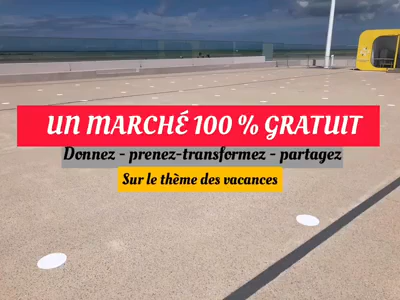 UN MARCHÉ 100 % GRATUIT
Donnez - prenez-transformez - partagez
Sur le thème des vacances